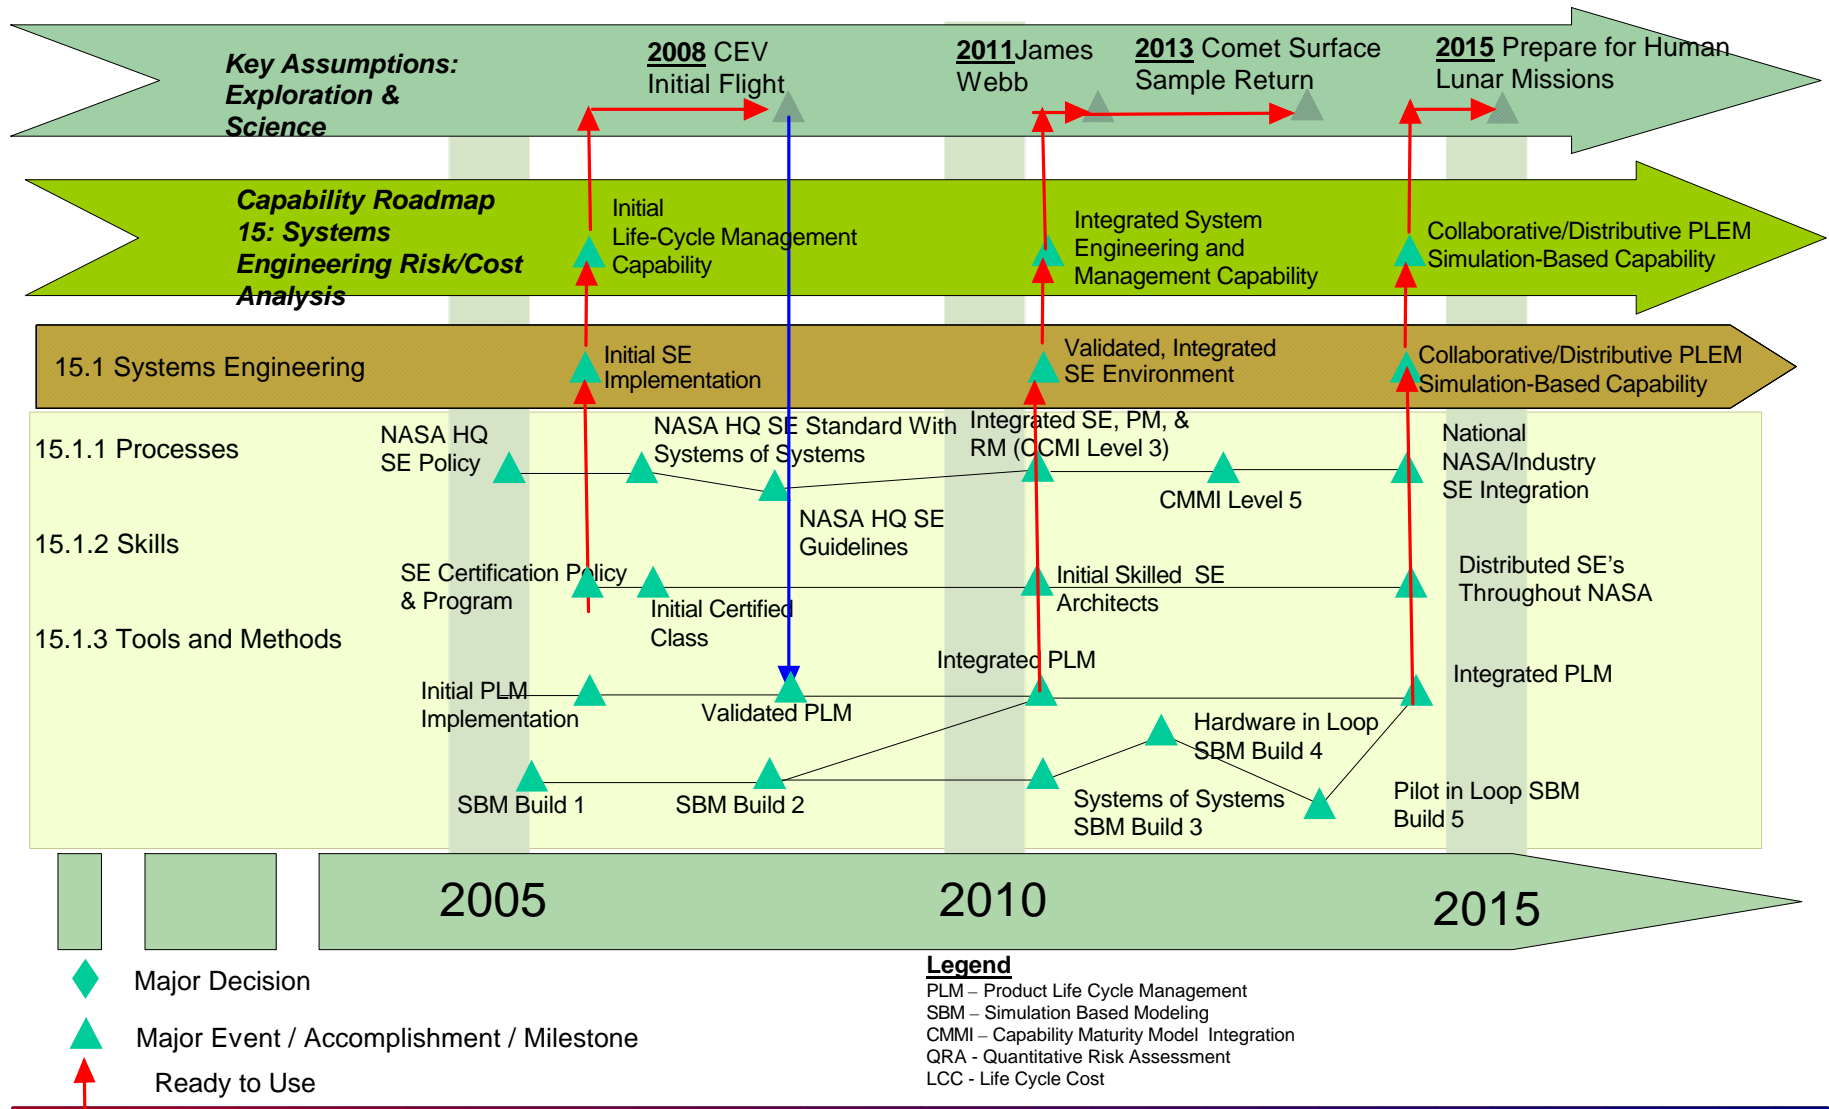 Key Assumptions:
Exploration &
Science
2008 CEV
Initial Flight
2011James
Webb
2013 Comet Surface
Sample Return
2015 Prepare for Human
Lunar Missions
Capability Roadmap
15: Systems
Engineering Risk/Cost
Analysis
Initial
Life-Cycle Management
Capability
Integrated System
Engineering and
Management Capability
Collaborative/Distributive PLEM
Simulation-Based Capability
15.1 Systems Engineering
Initial SE
Implementation
Validated, Integrated
SE Environment
Collaborative/Distributive PLEM
Simulation-Based Capability
15.1.1 Processes
NASA HQ
SE Policy
NASA HQ SE Standard With
Systems of Systems
Integrated SE, PM, &
RM (CCMI Level 3)
National
NASA/Industry
SE Integration
CMMI Level 5
NASA HQ SE
Guidelines
15.1.2 Skills
SE Certification Policy
& Program
Initial Certified
Class
Initial Skilled SE
Architects
Distributed SE's
Throughout NASA
15.1.3 Tools and Methods
Initial PLM
Implementation
Validated PLM
Integrated PLM
Integrated PLM
Hardware in Loop
SBM Build 4
SBM Build 1
SBM Build 2
Systems of Systems
SBM Build 3
Pilot in Loop SBM
Build 5
2005
2010
2015
Major Decision
Major Event / Accomplishment / Milestone
Ready to Use
Legend
PLM – Product Life Cycle Management
SBM – Simulation Based Modeling
CMMI – Capability Maturity Model Integration
QRA - Quantitative Risk Assessment
LCC - Life Cycle Cost